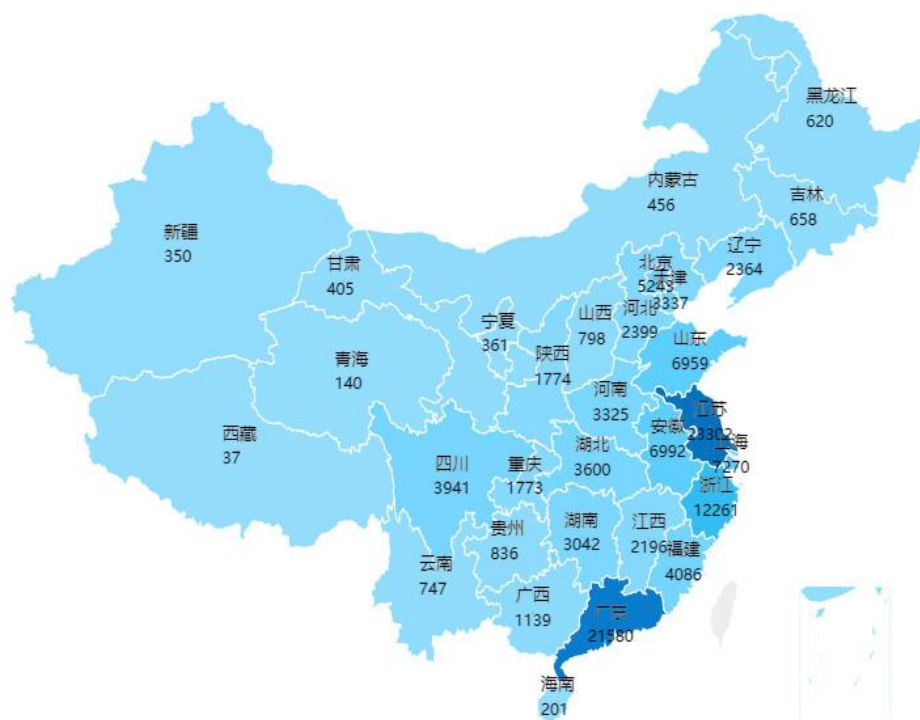 黑龙江
620
内蒙古
456
吉林
658
新疆
350
辽宁
2364
甘肃
405
北京
5243
天津
3337
河北
2399
山西
798
宁夏
361
山东
6959
青海
140
陕西
1774
河南
3325
江苏
23302
安徽
6992
上海
7270
西藏
37
湖北
3600
四川
3941
重庆
1773
浙江
12261
湖南
3042
江西
2196
贵州
836
福建
4086
云南
747
广西
1139
广东
21580
海南
201